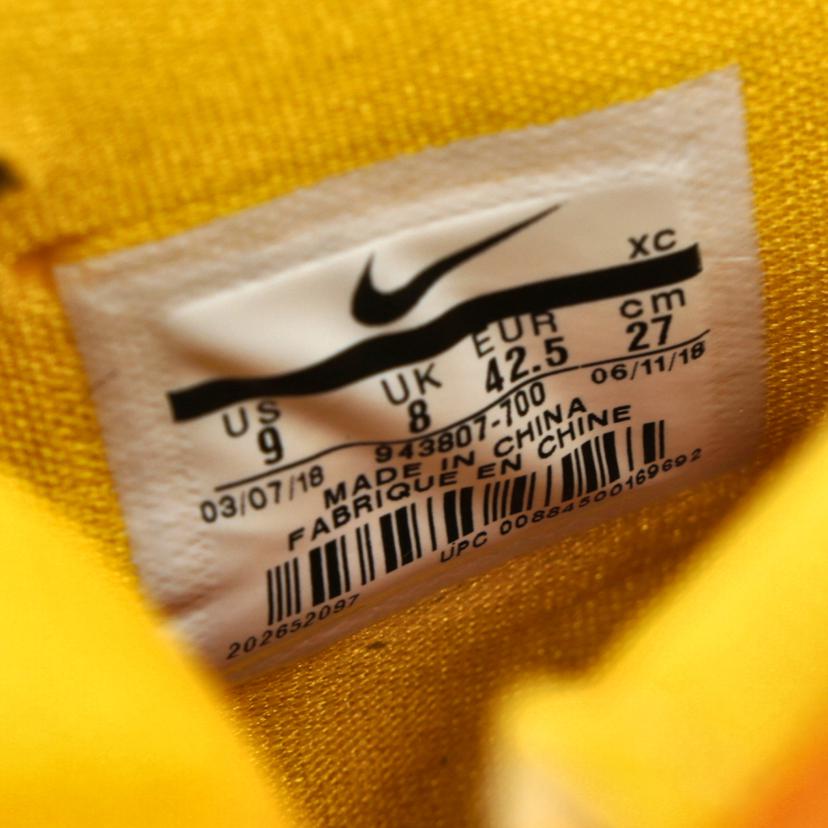 XC
US UK EUR cm
9 8 42.5 27
03/07/18 943807-700 06/11/18
MADE IN CHINA
FABRIQUE EN CHINE
UPC 00884500169692
202652097